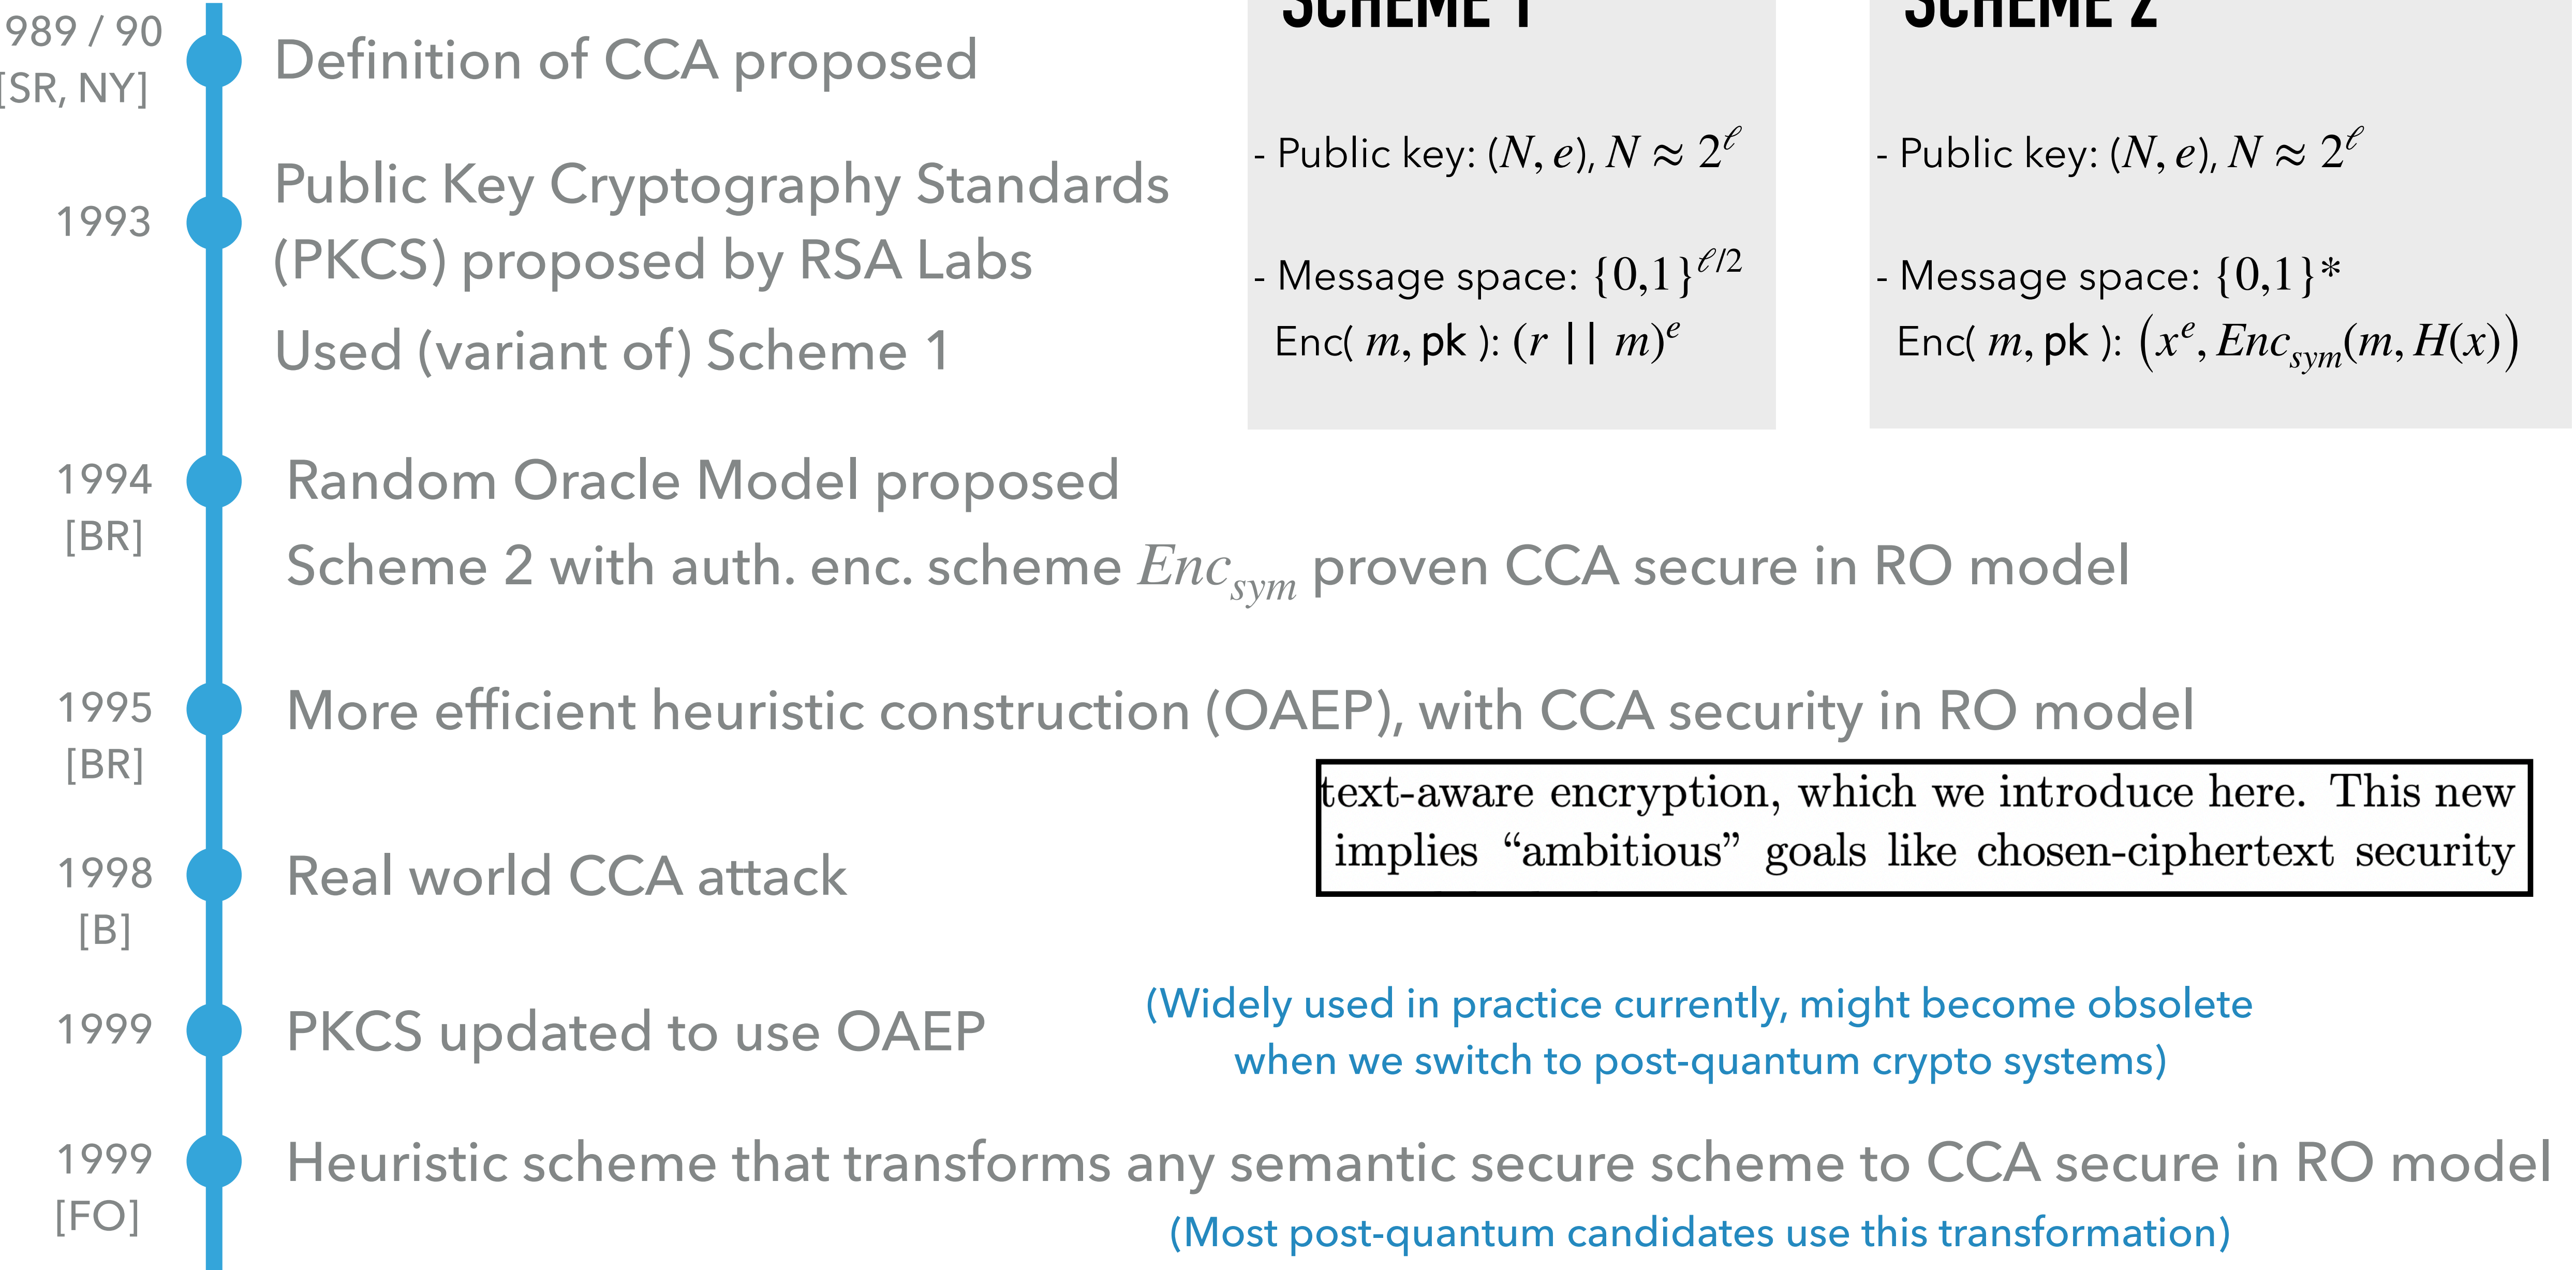 989 / 90
[SR, NY]
Definition of CCA proposed
1993
Public Key Cryptography Standards
(PKCS) proposed by RSA Labs
Used (variant of) Scheme 1
SCHEME 1
- Public key: (N, e), N ≈ 2^ℓ
- Message space: {0,1}^ℓ/2
Enc( m, pk ): (r || m)^e
SCHEME 2
- Public key: (N, e), N ≈ 2^ℓ
- Message space: {0,1}*
Enc( m, pk ): (x^e, Enc_sym(m, H(x))
1994
[BR]
Random Oracle Model proposed
Scheme 2 with auth. enc. scheme Enc_sym proven CCA secure in RO model
1995
[BR]
More efficient heuristic construction (OAEP), with CCA security in RO model
text-aware encryption, which we introduce here. This new
implies “ambitious” goals like chosen-ciphertext security
1998
[B]
Real world CCA attack
1999
PKCS updated to use OAEP
(Widely used in practice currently, might become obsolete
when we switch to post-quantum crypto systems)
1999
[FO]
Heuristic scheme that transforms any semantic secure scheme to CCA secure in RO model
(Most post-quantum candidates use this transformation)